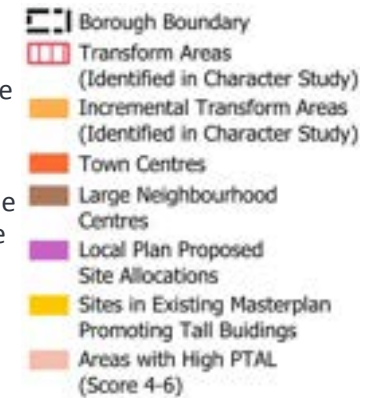 Borough Boundary
Transform Areas
(Identified in Character Study)
Incremental Transform Areas
(Identified in Character Study)
Town Centres
Large Neighbourhood
Centres
Local Plan Proposed
Site Allocations
Sites in Existing Masterplan
Promoting Tall Buidings
Areas with High PTAL
(Score 4-6)